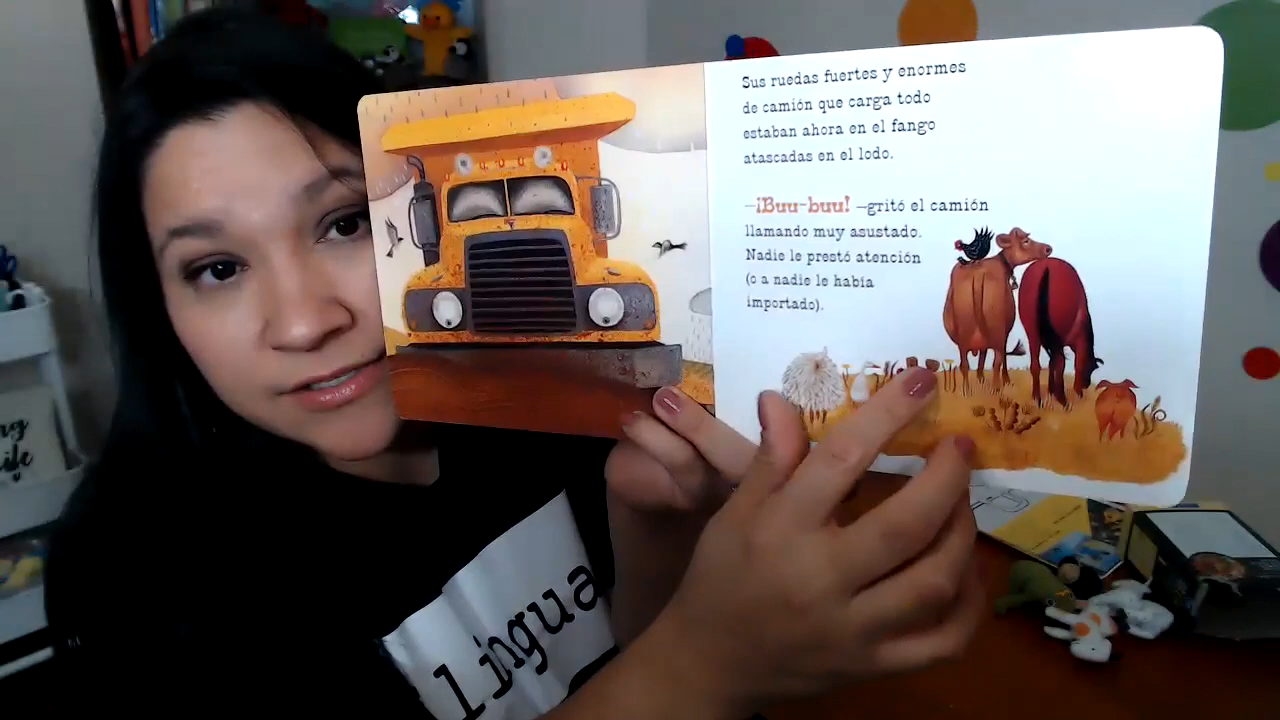 Sus ruedas fuertes y enormes
de camión que carga todo
estaban ahora en el fango
atascadas en el lodo.
—¡Buu-buu! —gritó el camión
llamando muy asustado.
Nadie le prestó atención
(o a nadie le había
importado).
lingua